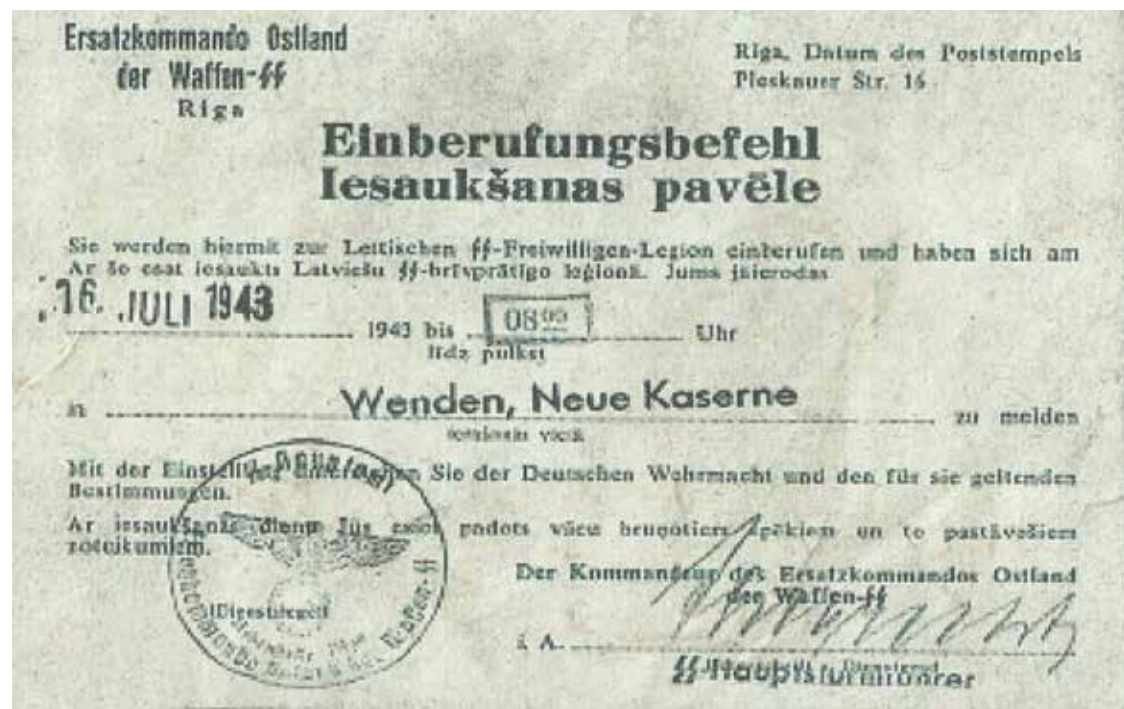 Ersatzkommando Ostland
der Waffen-ᛋᛋ
Riga
Riga, Datum des Poststempels
Pleskauer Str. 16
Einberufungsbefehl
Iesaukšanas pavēle
Sie werden hiermit zur Lettischen ᛋᛋ-Freiwilligen-Legion einberufen und haben sich am
Ar šo esat iesaukts Latviešu ᛋᛋ-brīvprātīgo leģionā. Jums jāierodas
16. JULI 1943
1943 bis 08⁰⁰ Uhr
līdz pulkst
in Wenden, Neue Kaserne zu melden
vietā
Mit der Einstellung Sie der Deutschen Wehrmacht und den für sie geltenden
Bestimmungen.
Ar iesaukšanas dienu Jūs esiet padots vācu bruņotiem spēkiem un to pastāvošiem
noteikumiem.
Der Kommandeur des Ersatzkommandos Ostland
der Waffen-ᛋᛋ
(Dienstsiegel)
i. A.
ᛋᛋ-Hauptsturmführer